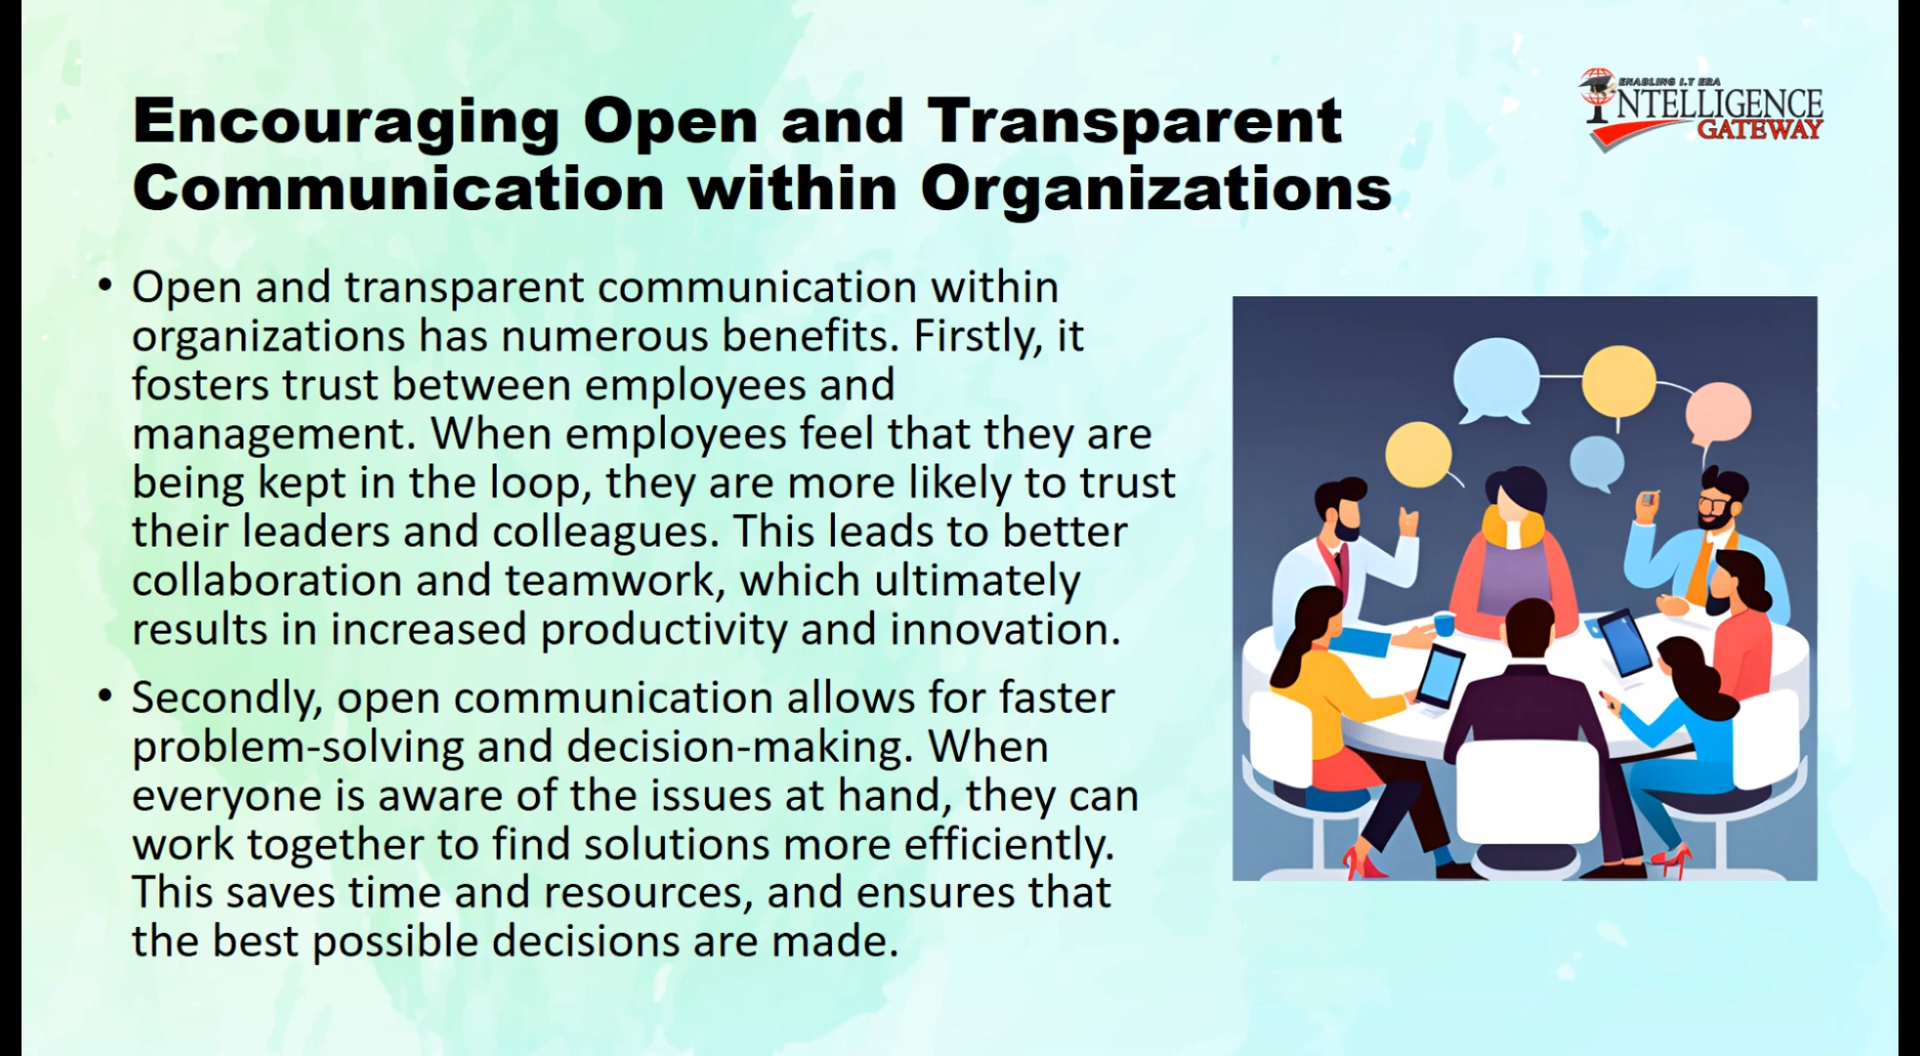 ENABLING I.T ERA
INTELLIGENCE
GATEWAY
Encouraging Open and Transparent
Communication within Organizations
• Open and transparent communication within
organizations has numerous benefits. Firstly, it
fosters trust between employees and
management. When employees feel that they are
being kept in the loop, they are more likely to trust
their leaders and colleagues. This leads to better
collaboration and teamwork, which ultimately
results in increased productivity and innovation.
• Secondly, open communication allows for faster
problem-solving and decision-making. When
everyone is aware of the issues at hand, they can
work together to find solutions more efficiently.
This saves time and resources, and ensures that
the best possible decisions are made.